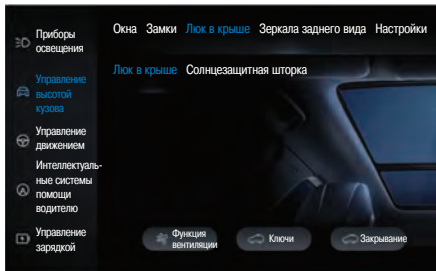 Приборы
освещения
Управление
высотой
кузова
Управление
движением
Интеллектуаль-
ные системы
помощи
водителю
Управление
зарядкой
Окна Замки Люк в крыше Зеркала заднего вида Настройки
Люк в крыше Солнцезащитная шторка
Функция
вентиляции
Ключи
Закрывание